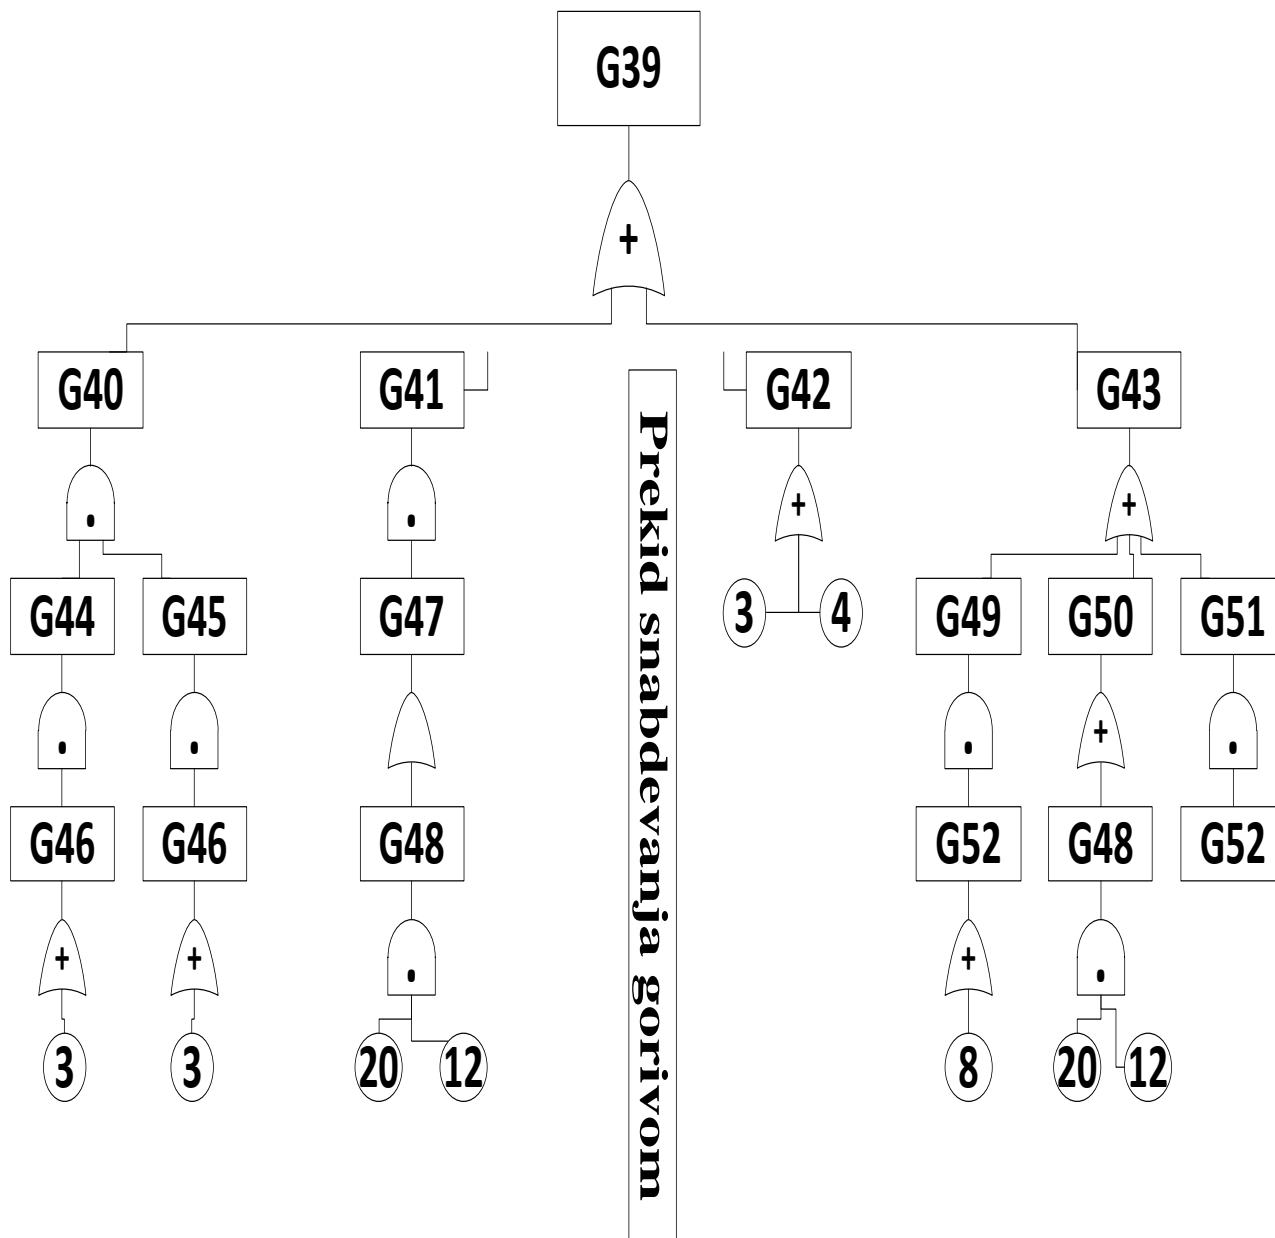 G39
+
G40
G41
G42
G43
.
.
+
+
G44
G45
G47
3
4
G49
G50
G51
.
.
.
+
.
G46
G46
G48
G52
G48
G52
+
+
.
+
.
3
3
20
12
8
20
12
Prekid snabdevanja gorivom